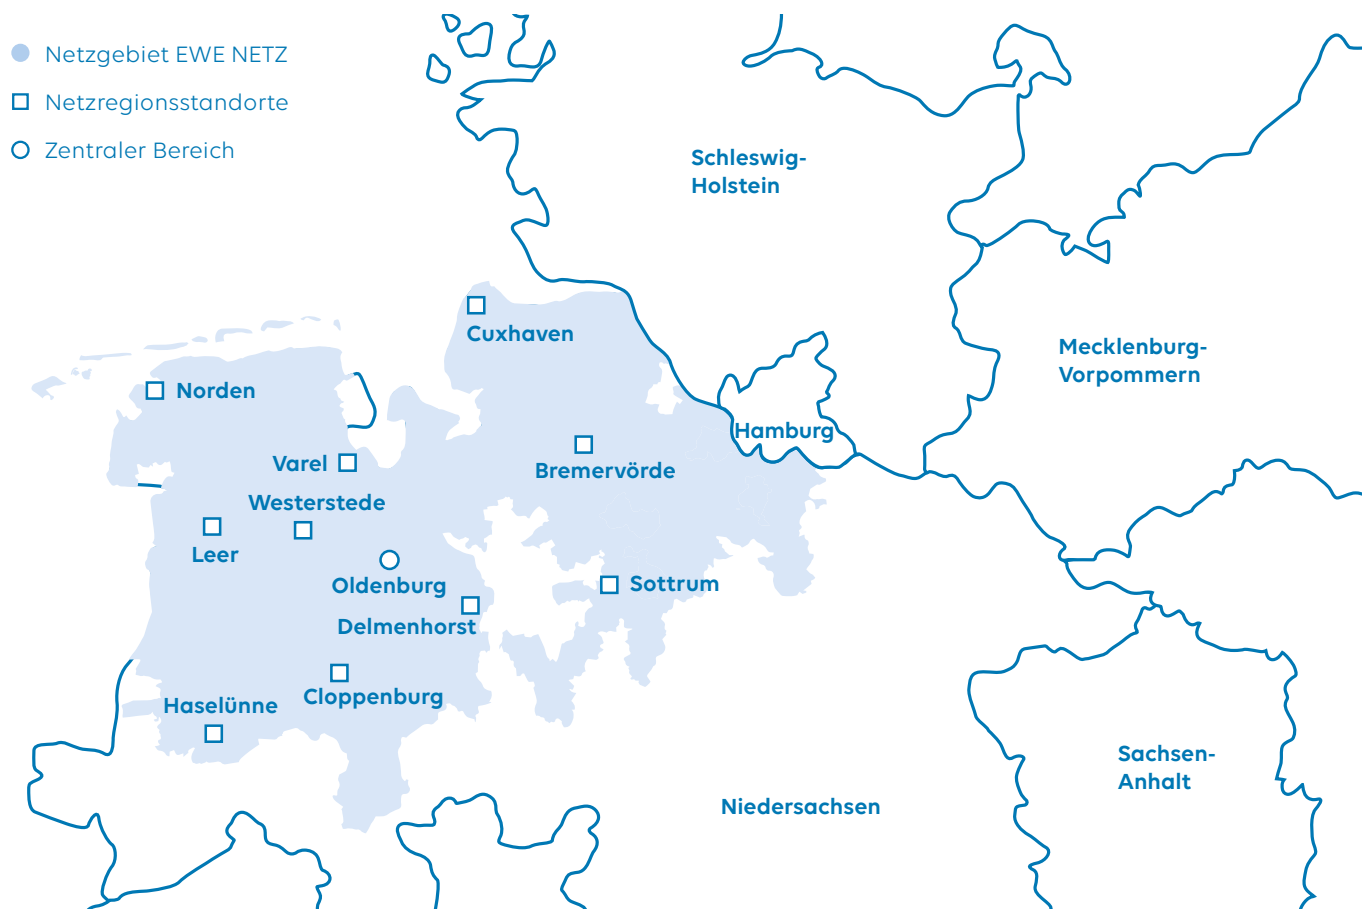 Netzgebiet EWE NETZ
Netzregionsstandorte
Zentraler Bereich
Schleswig-
Holstein
Cuxhaven
Mecklenburg-
Vorpommern
Norden
Hamburg
Varel
Bremervörde
Westerstede
Leer
Oldenburg
Sottrum
Delmenhorst
Cloppenburg
Haselünne
Sachsen-
Anhalt
Niedersachsen